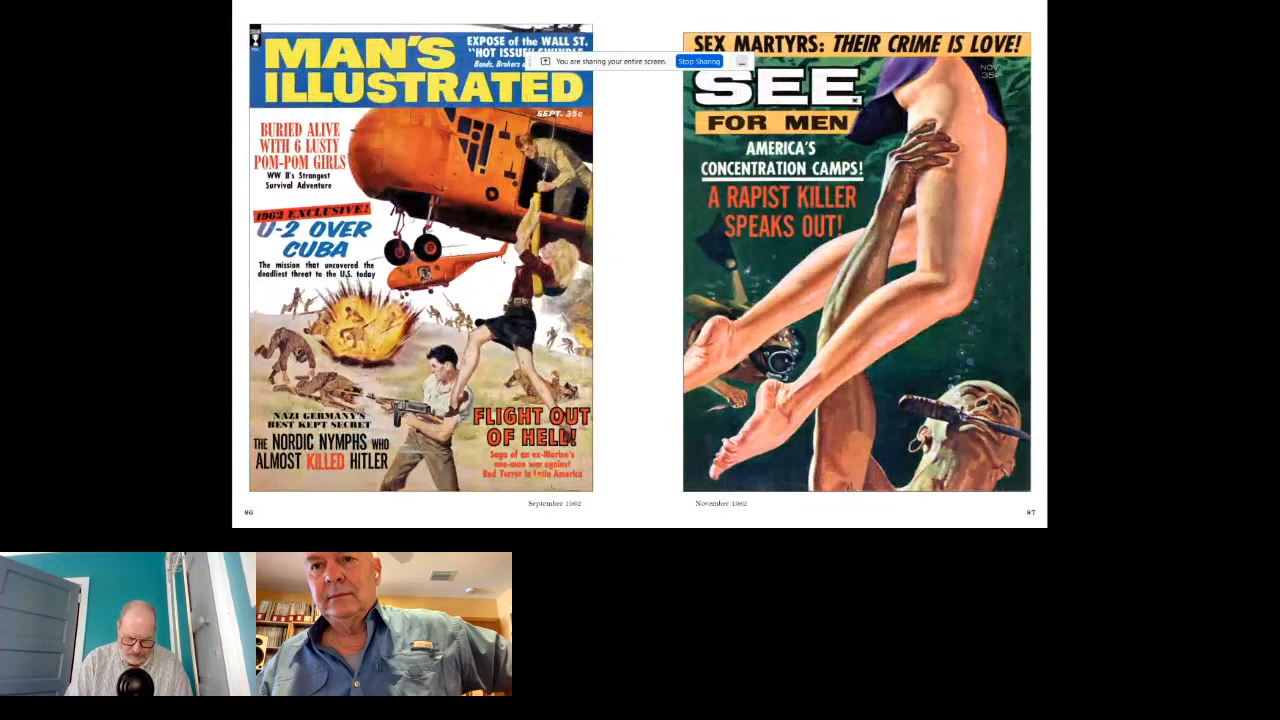 MAN'S
ILLUSTRATED
EXPOSE of the WALL ST.
"HOT ISSUE"
Banks, Brokers
SEPT. 35c
BURIED ALIVE
WITH 6 LUSTY
POM-POM GIRLS
WW II's Strangest
Survival Adventure
1962 EXCLUSIVE!
U-2 OVER
CUBA
The mission that uncovered the
deadliest threat to the U.S. today
NAZI GERMANY'S
BEST KEPT SECRET
THE NORDIC NYMPHS WHO
ALMOST KILLED HITLER
FLIGHT OUT
OF HELL!
Saga of an ex-Marine's
one-man war against
Red Terror in Latin America
September 1962
86
You are sharing your entire screen.
Stop Sharing
SEX MARTYRS: THEIR CRIME IS LOVE!
SEE
FOR MEN
NOV.
35c
AMERICA'S
CONCENTRATION CAMPS!
A RAPIST KILLER
SPEAKS OUT!
November 1962
87